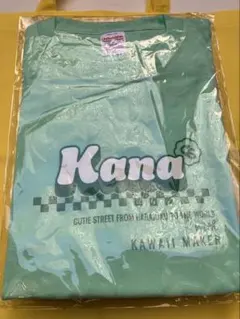 Kana
CUTIE STREET FROM HARAJUKU TO THE WORLD
KAWAII MAKER